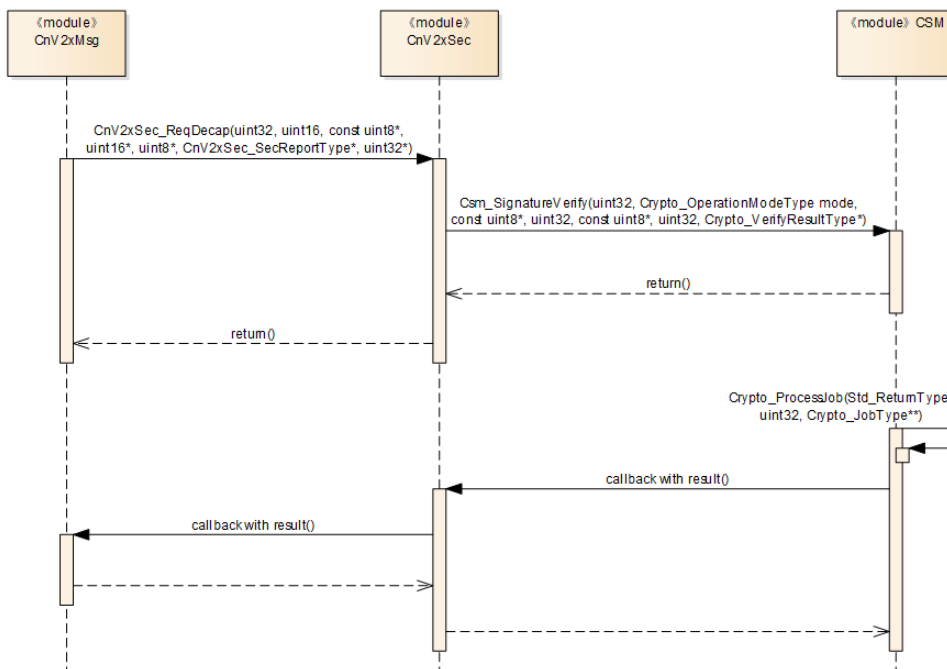 《module》
CnV2xMsg
《module》
CnV2xSec
《module》CSM
CnV2xSec_ReqDecap(uint32, uint16, const uint8*,
uint16*, uint8*, CnV2xSec_SecReportType*, uint32*)
Csm_SignatureVerify(uint32, Crypto_OperationModeType mode,
const uint8*, uint32, const uint8*, uint32, Crypto_VerifyResultType*)
return()
return()
Crypto_ProcessJob(Std_ReturnType
uint32, Crypto_JobType**)
callback with result()
callback with result()